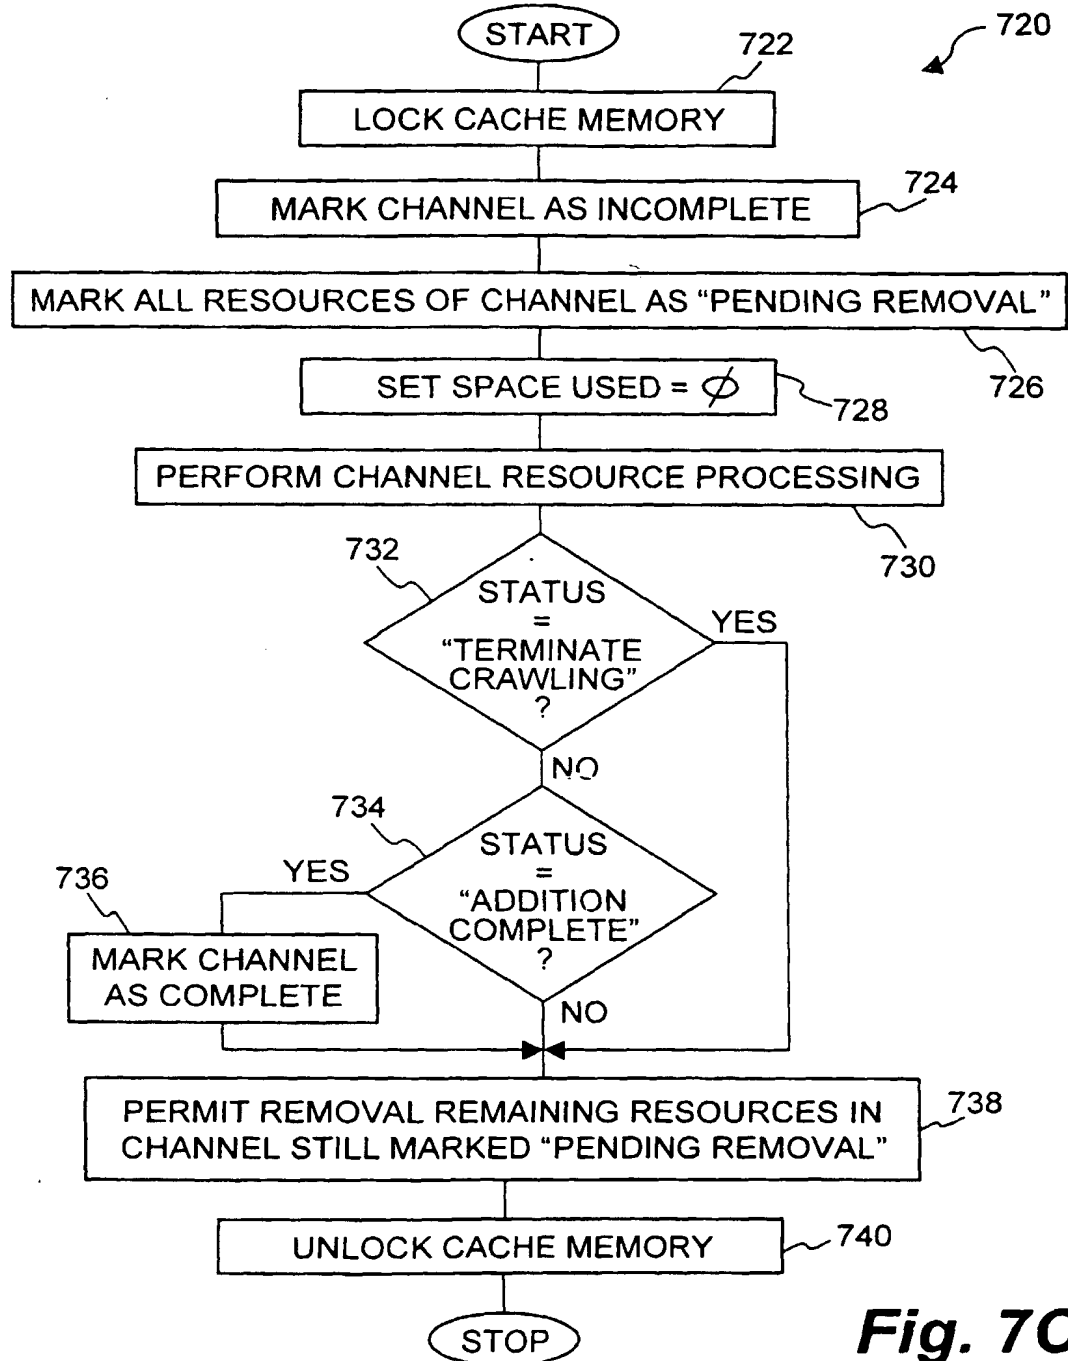 START
720
722
LOCK CACHE MEMORY
724
MARK CHANNEL AS INCOMPLETE
MARK ALL RESOURCES OF CHANNEL AS “PENDING REMOVAL”
726
SET SPACE USED = ∅
728
PERFORM CHANNEL RESOURCE PROCESSING
730
732
STATUS
=
“TERMINATE
CRAWLING”
?
YES
NO
734
STATUS
=
“ADDITION
COMPLETE”
?
YES
736
MARK CHANNEL
AS COMPLETE
NO
PERMIT REMOVAL REMAINING RESOURCES IN
CHANNEL STILL MARKED “PENDING REMOVAL”
738
UNLOCK CACHE MEMORY
740
STOP
Fig. 7C